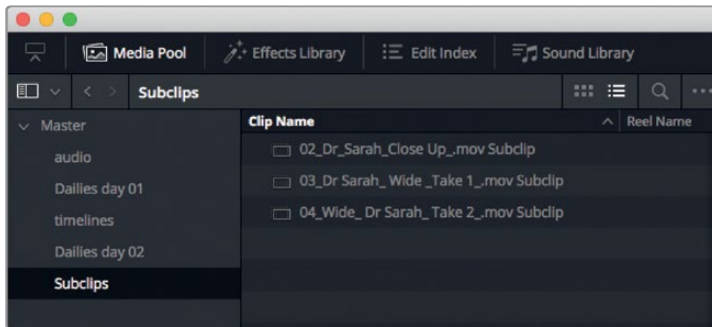 Media Pool Effects Library Edit Index Sound Library
Subclips
Master
audio
Dailies day 01
timelines
Dailies day 02
Subclips
Clip Name Reel Name
02_Dr_Sarah_Close Up_.mov Subclip
03_Dr Sarah_ Wide _Take 1_.mov Subclip
04_Wide_ Dr Sarah_ Take 2_.mov Subclip